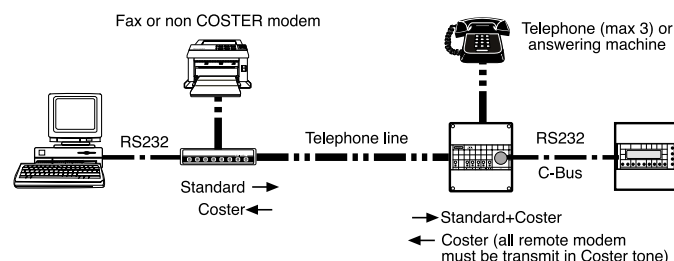 Fax or non COSTER modem
Telephone (max 3) or
answering machine
RS232
Telephone line
RS232
C-Bus
Standard →
Coster ←
→ Standard+Coster
← Coster (all remote modem
must be transmit in Coster tone)